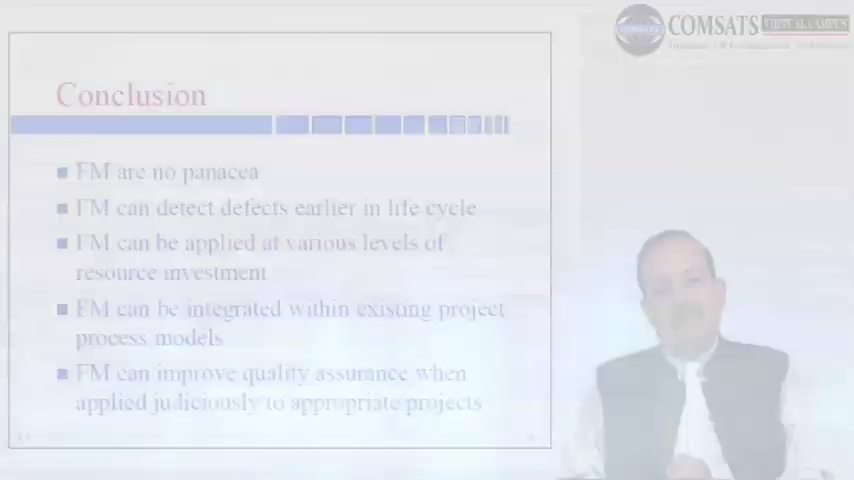 COMSATS VIRTUAL CAMPUS
Conclusion
FM are no panacea
FM can detect defects earlier in life cycle
FM can be applied at various levels of
resource investment
FM can be integrated within existing project
process models
FM can improve quality assurance when
applied judiciously to appropriate projects